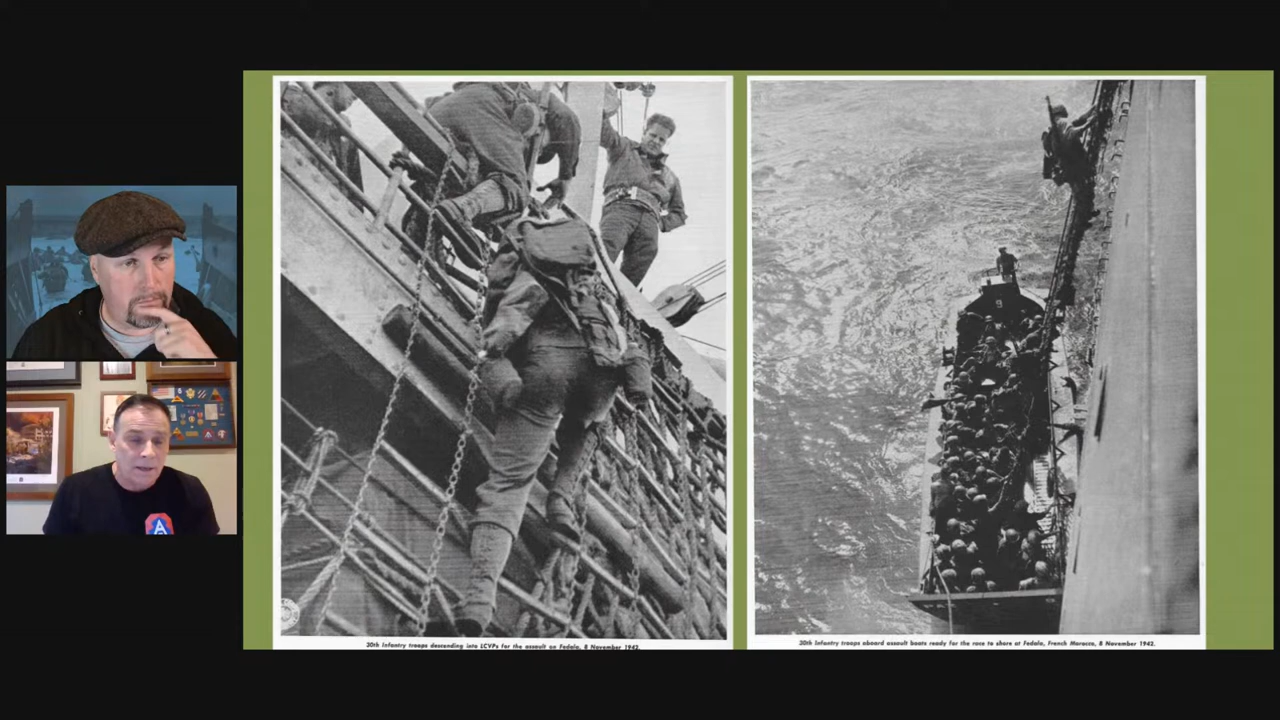 A
9
30th Infantry troops descending into LCVPs for the assault on Fedala, 8 November 1942.
30th Infantry troops aboard assault boats ready for the race to shore at Fedala, French Morocco, 8 November 1942.